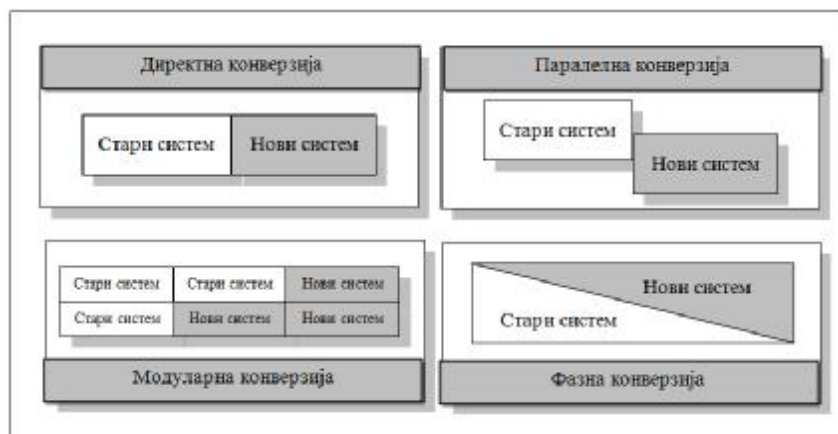 Директна конверзија
Стари систем Нови систем
Паралелна конверзија
Стари систем
Нови систем
Стари систем Стари систем Нови систем
Стари систем Нови систем Нови систем
Модуларна конверзија
Нови систем
Стари систем
Фазна конверзија